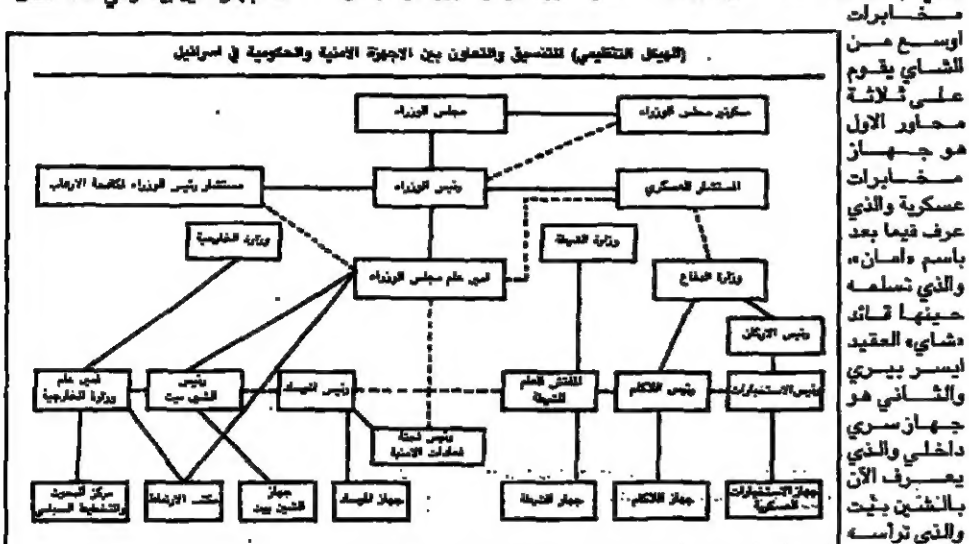 مخابرات
اوسع من
الشاي يقوم
على ثلاثة
محاور الاول
هو جهاز
مخابرات
عسكرية والذي
عرف فيما بعد
باسم «امان»،
والذي تسلمه
حينها قائد
«شاي» العقيد
ايسر بيري
والثاني هو
جهاز سري
داخلي والذي
يعرف الآن
بالشين بيت
والذي ترأسه
(الهيكل التنظيمي) للتنسيق والتعاون بين الاجهزة الامنية والحكومية في اسرائيل
سكرتير مجلس الوزراء
مجلس الوزراء
المستشار العسكري
رئيس الوزراء
مستشار رئيس الوزراء لمكافحة الارهاب
وزارة الشرطة
وزارة الخارجية
وزارة الدفاع
امين علم مجلس الوزراء
رئيس الاركان
رئيس الاستخبارات
رئيس اللاكام
المفتش العام
للشرطة
رئيس الموساد
رئيس
الشين بيت
امين عام
وزارة الخارجية
رئيس لجنة
الامنية
جهاز الاستخبارات
العسكرية
جهاز اللاكام
جهاز الشرطة
جهاز الموساد
جهاز
الشين بيت
مكتب الارتباط
مركز البحوث
والتخطيط السياسي